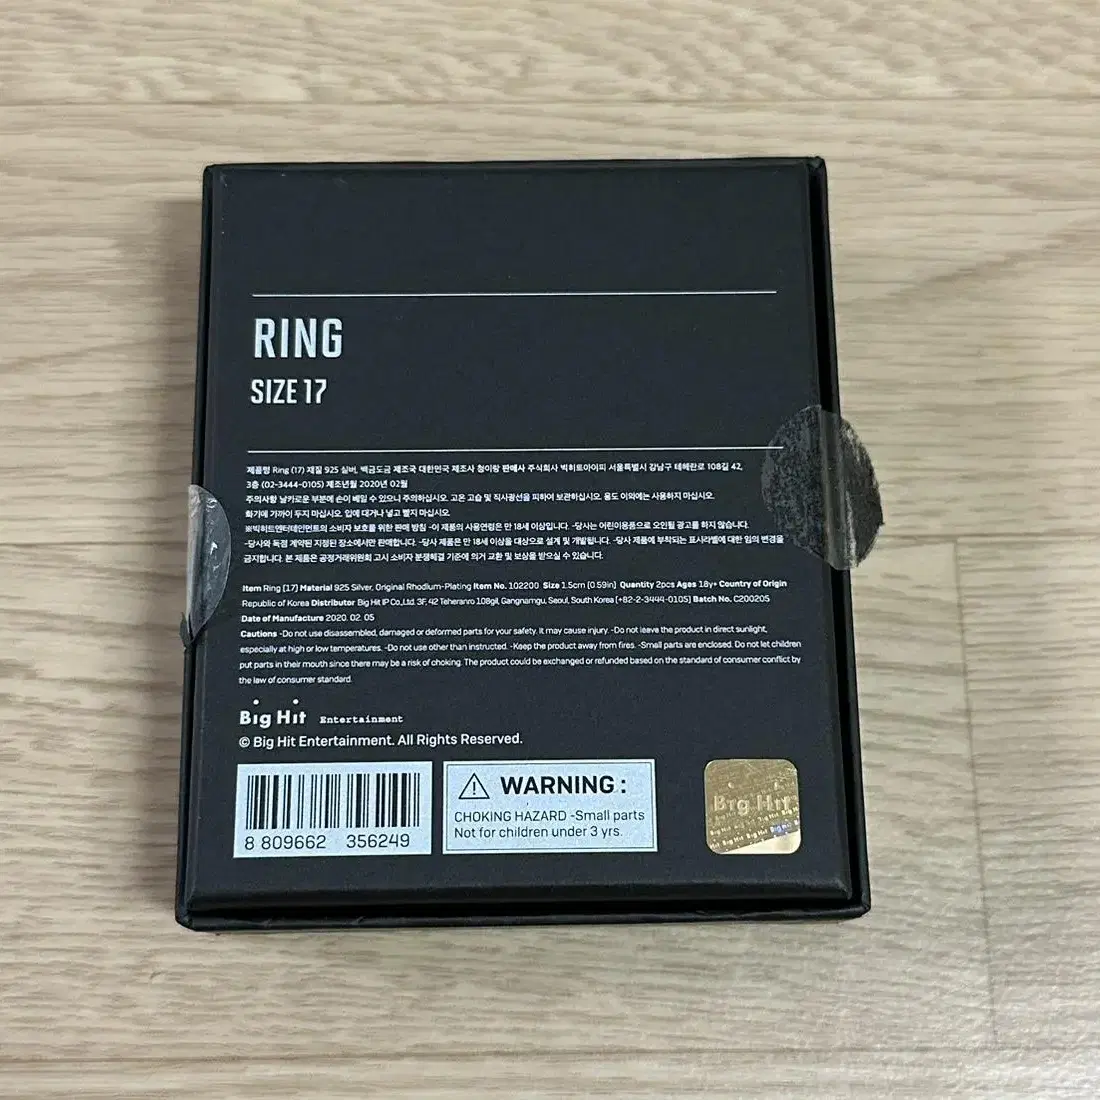 RING
SIZE 17
제품명 Ring (17) 재질 925 실버, 백금도금 제조국 대한민국 제조사 청이랑 판매사 주식회사 빅히트아이피 서울특별시 강남구 테헤란로 108길 42,
3층 (02-3444-0105) 제조년월 2020년 02월
주의사항 날카로운 부분에 손이 베일 수 있으니 주의하십시오. 고온 고습 및 직사광선을 피하여 보관하십시오. 용도 이외에는 사용하지 마십시오.
화기에 가까이 두지 마십시오. 입에 대거나 넣고 빨지 마십시오.
※빅히트엔터테인먼트의 소비자 보호를 위한 판매 방침 -이 제품의 사용연령은 만 18세 이상입니다. -당사는 어린이용품으로 오인될 광고를 하지 않습니다.
-당사와 독점 계약된 지정된 장소에서만 판매합니다. -당사 제품은 만 18세 이상을 대상으로 설계 및 개발됩니다. -당사 제품에 부착되는 표시라벨에 대한 임의 변경을
금지합니다. 본 제품은 공정거래위원회 고시 소비자 분쟁해결 기준에 의거 교환 및 보상을 받으실 수 있습니다.
Item Ring (17) Material 925 Silver, Original Rhodium-Plating Item No. 102200 Size 1.5cm (0.59in) Quantity 2pcs Ages 18y+ Country of Origin
Republic of Korea Distributor Big Hit IP Co.,Ltd. 3F, 42 Teheranro 108gil, Gangnamgu, Seoul, South Korea (+82-2-3444-0105) Batch No. C200205
Date of Manufacture 2020. 02. 05
Cautions -Do not use disassembled, damaged or deformed parts for your safety. It may cause injury. -Do not leave the product in direct sunlight,
especially at high or low temperatures. -Do not use other than instructed. -Keep the product away from fires. -Small parts are enclosed. Do not let children
put parts in their mouth since there may be a risk of choking. The product could be exchanged or refunded based on the standard of consumer conflict by
the law of consumer standard.
Big Hit Entertainment
© Big Hit Entertainment. All Rights Reserved.
8 809662 356249
⚠ WARNING :
CHOKING HAZARD -Small parts
Not for children under 3 yrs.
Big Hit